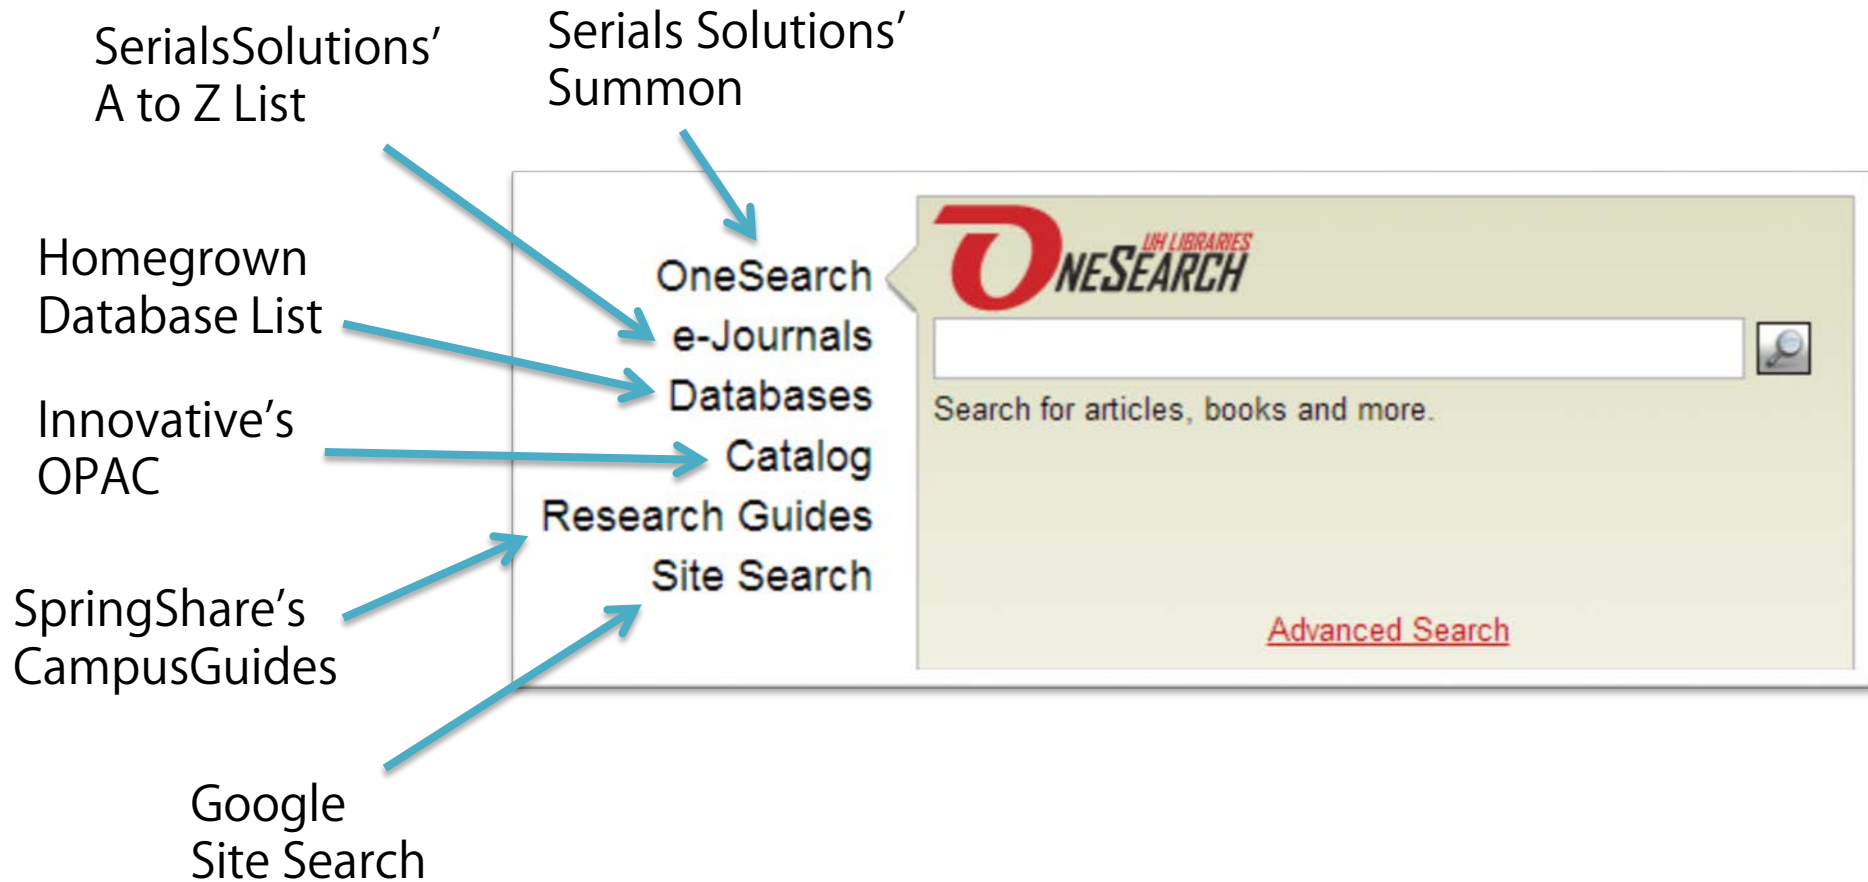 SerialsSolutions’
A to Z List
Serials Solutions’
Summon
Homegrown
Database List
Innovative’s
OPAC
SpringShare’s
CampusGuides
Google
Site Search
OneSearch
e-Journals
Databases
Catalog
Research Guides
Site Search
UH LIBRARIES
ONESEARCH
Search for articles, books and more.
Advanced Search